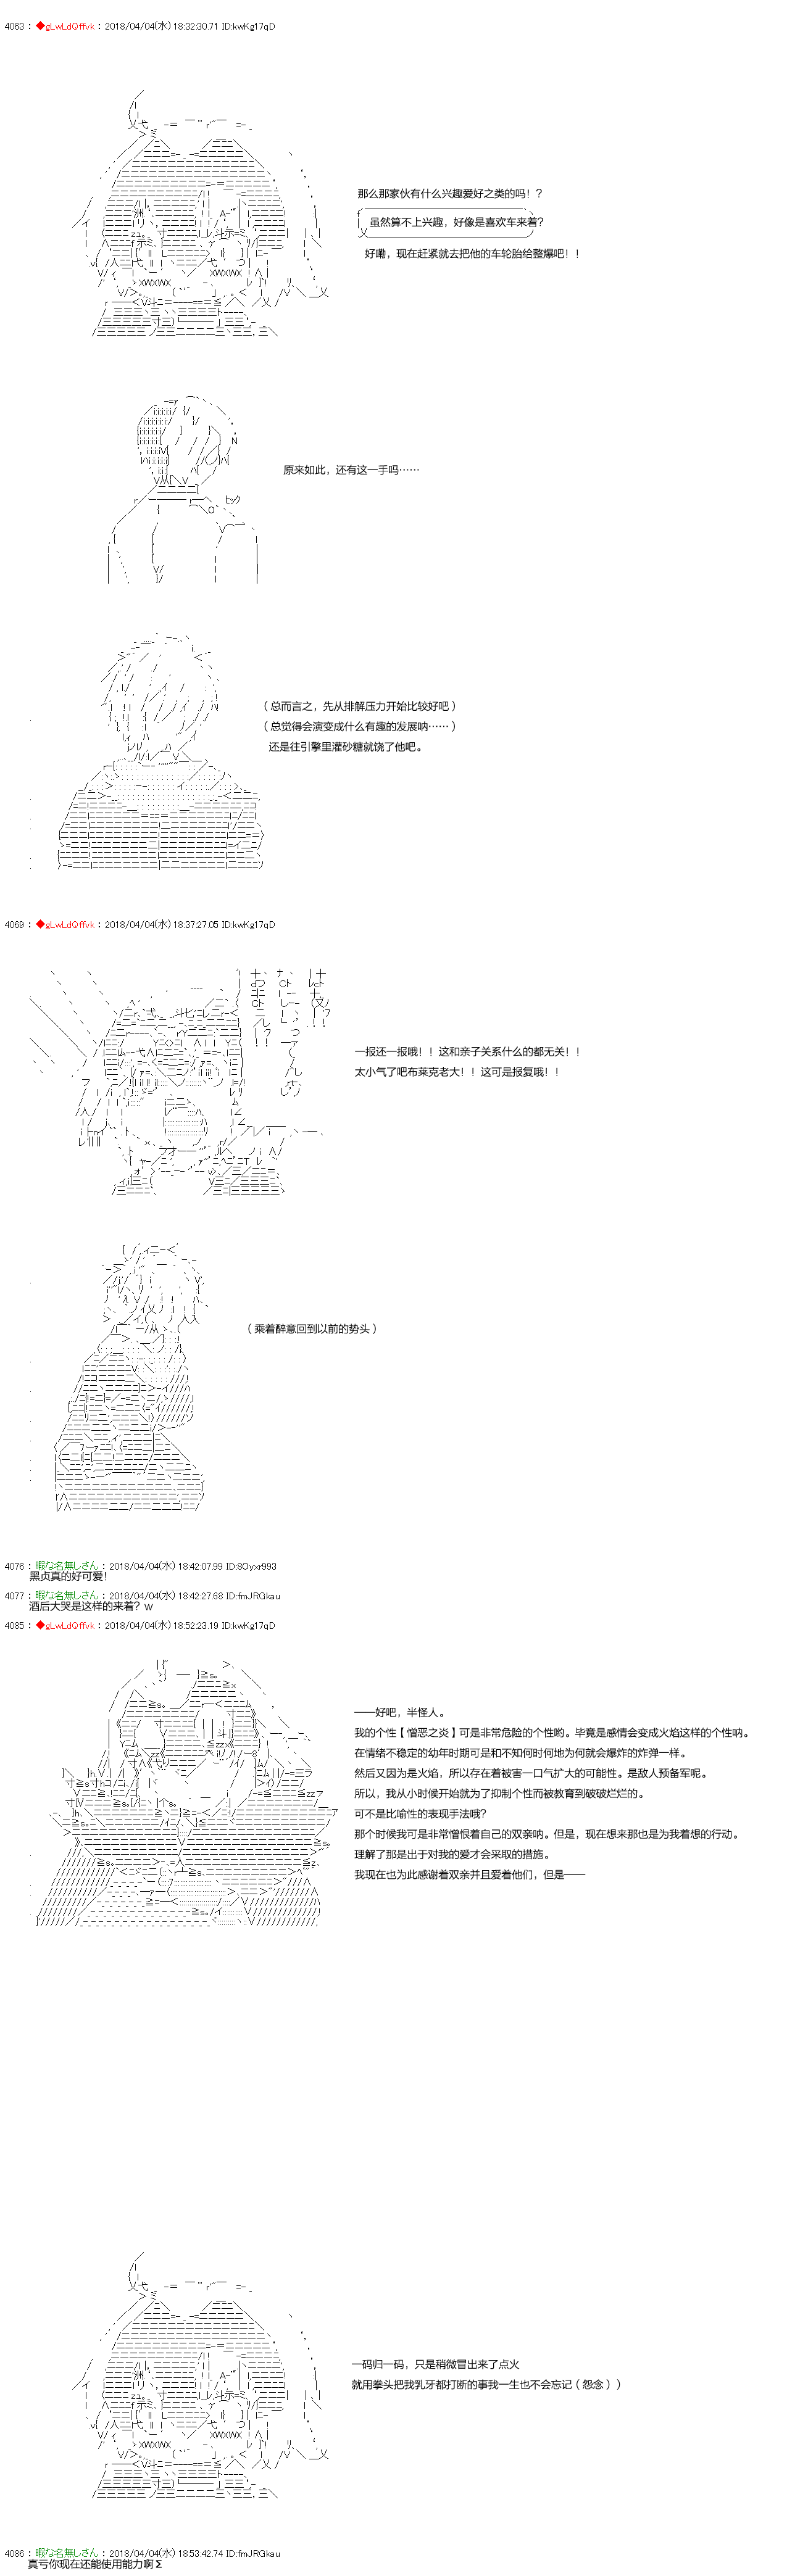 4063 : ◆gLwLdQffvk : 2018/04/04(水) 18:32:30.71 ID:kwKg17qD
那么那家伙有什么兴趣爱好之类的吗！？
虽然算不上兴趣，好像是喜欢车来着？
好嘞，现在赶紧就去把他的车轮胎给整爆吧！！
ﾋｯｸ
原来如此，还有这一手吗……
（总而言之，先从排解压力开始比较好吧）
（总觉得会演变成什么有趣的发展呐……）
还是往引擎里灌砂糖就饶了他吧。
4069 : ◆gLwLdQffvk : 2018/04/04(水) 18:37:27.05 ID:kwKg17qD
一报还一报哦！！这和亲子关系什么的都无关！！
太小气了吧布莱克老大！！这可是报复哦！！
（乘着醉意回到以前的势头）
4076 : 暇な名無しさん : 2018/04/04(水) 18:42:07.99 ID:8Oyxr993
黑贞真的好可爱！
4077 : 暇な名無しさん : 2018/04/04(水) 18:42:27.68 ID:fmJRGkau
酒后大哭是这样的来着？ｗ
4085 : ◆gLwLdQffvk : 2018/04/04(水) 18:52:23.19 ID:kwKg17qD
——好吧，半怪人。
我的个性【憎恶之炎】可是非常危险的个性哟。毕竟是感情会变成火焰这样的个性呐。
在情绪不稳定的幼年时期可是和不知何时何地为何就会爆炸的炸弹一样。
然后又因为是火焰，所以存在着被害一口气扩大的可能性。是敌人预备军呢。
所以，我从小时候开始就为了抑制个性而被教育到破破烂烂的。
可不是比喻性的表现手法哦？
那个时候我可是非常憎恨着自己的双亲呐。但是，现在想来那也是为我着想的行动。
理解了那是出于对我的爱才会采取的措施。
我现在也为此感谢着双亲并且爱着他们，但是——
一码归一码，只是稍微冒出来了点火
就用拳头把我乳牙都打断的事我一生也不会忘记（怨念））
4086 : 暇な名無しさん : 2018/04/04(水) 18:53:42.74 ID:fmJRGkau
真亏你现在还能使用能力啊Σ